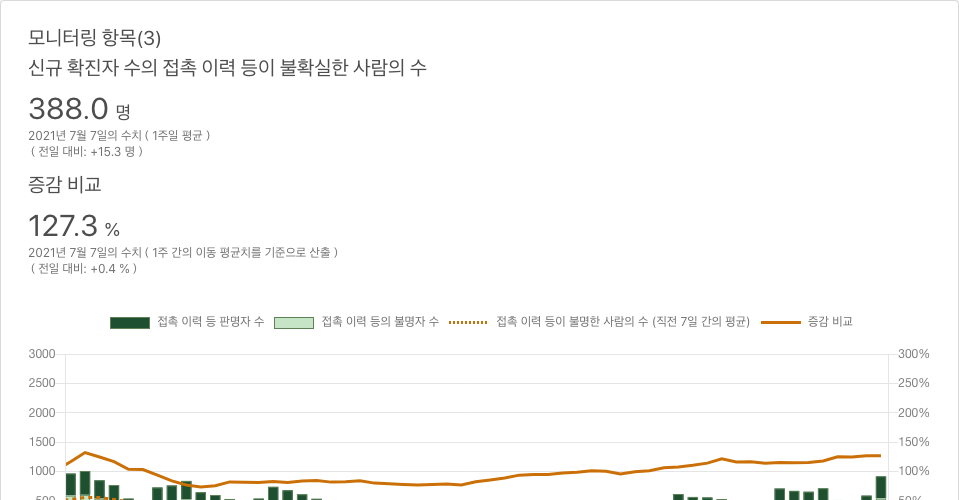 모니터링 항목(3)
신규 확진자 수의 접촉 이력 등이 불확실한 사람의 수
388.0 명
2021년 7월 7일의 수치 ( 1주일 평균 )
( 전일 대비: +15.3 명 )
증감 비교
127.3 %
2021년 7월 7일의 수치 ( 1주 간의 이동 평균치를 기준으로 산출 )
( 전일 대비: +0.4 % )
접촉 이력 등 판명자 수 접촉 이력 등의 불명자 수 접촉 이력 등이 불명한 사람의 수 (직전 7일 간의 평균) 증감 비교
3000 300%
2500 250%
2000 200%
1500 150%
1000 100%
500 50%